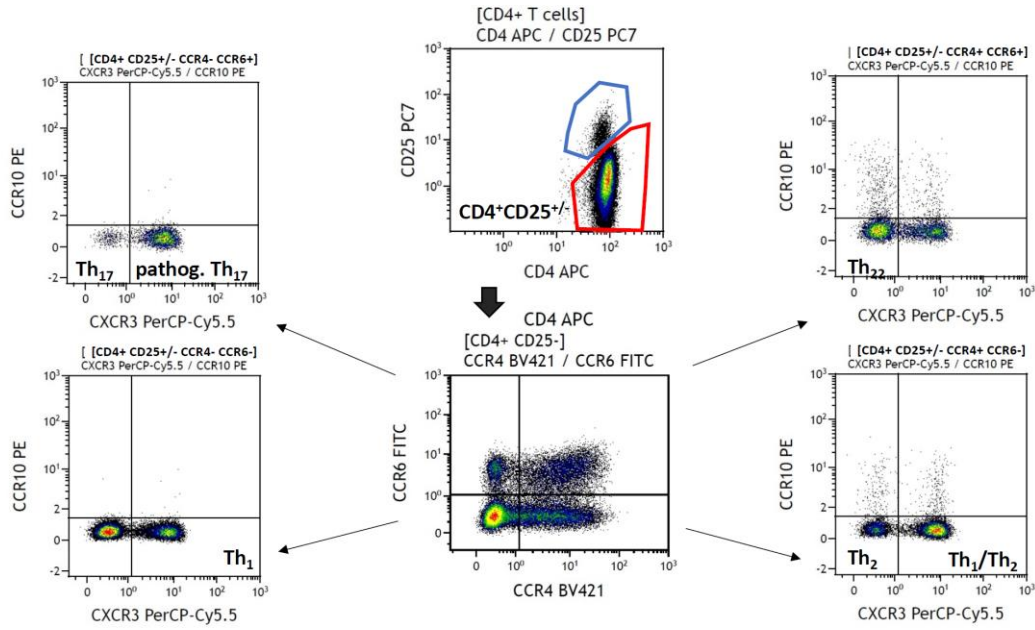 [ [CD4+ CD25+/- CCR4- CCR6+]
CXCR3 PerCP-Cy5.5 / CCR10 PE
CCR10 PE
10³
10²
10¹
2
0
-2
Th₁₇
pathog. Th₁₇
0
10⁰
10¹
10²
10³
CXCR3 PerCP-Cy5.5
[CD4+ T cells]
CD4 APC / CD25 PC7
CD25 PC7
10³
10²
10¹
10⁰
CD4⁺CD25⁺/⁻
10⁰
10¹
10²
10³
CD4 APC
| [CD4+ CD25+/- CCR4+ CCR6+]
CXCR3 PerCP-Cy5.5 / CCR10 PE
CCR10 PE
10³
10²
10¹
2
0
-2
Th₂₂
0
10⁰
10¹
10²
10³
CXCR3 PerCP-Cy5.5
[ [CD4+ CD25+/- CCR4- CCR6-]
CXCR3 PerCP-Cy5.5 / CCR10 PE
CCR10 PE
10³
10²
10¹
2
0
-2
Th₁
0
10⁰
10¹
10²
10³
CXCR3 PerCP-Cy5.5
CD4 APC
[CD4+ CD25-]
CCR4 BV421 / CCR6 FITC
CCR6 FITC
10³
10²
10¹
10⁰
0
0
10⁰
10¹
10²
10³
CCR4 BV421
| [CD4+ CD25+/- CCR4+ CCR6-]
CXCR3 PerCP-Cy5.5 / CCR10 PE
CCR10 PE
10³
10²
10¹
2
0
-2
Th₂
Th₁/Th₂
0
10⁰
10¹
10²
10³
CXCR3 PerCP-Cy5.5